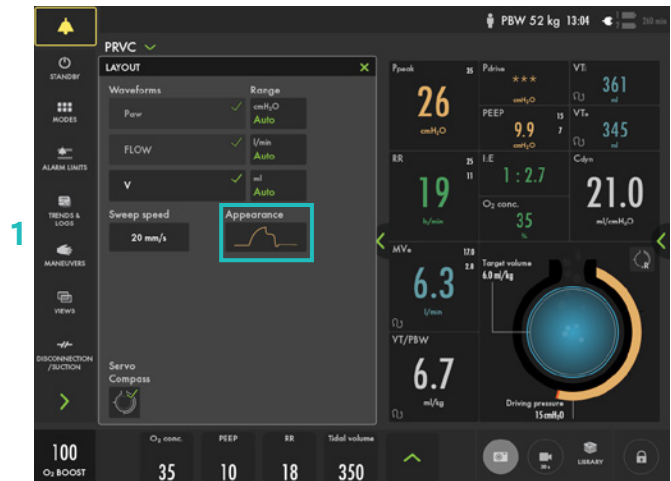 PBW 52 kg 13:04
260 min
PRVC
STANDBY
MODES
ALARM LIMITS
TRENDS & LOGS
MANEUVERS
VIEWS
DISCONNECTION /SUCTION
LAYOUT
Waveforms Range
Paw cmH₂O Auto
FLOW l/min Auto
V ml Auto
Sweep speed Appearance
20 mm/s
Servo
Compass
1
Ppeak 35
26
cmH₂O
Pdrive
***
cmH₂O
VTi
361
ml
PEEP 15
9.9 7
cmH₂O
VTe
345
ml
RR 25
11
19
b/min
I:E
1 : 2.7
O₂ conc.
35
%
Cdyn
21.0
ml/cmH₂O
MVe 17.0
2.8
6.3
l/min
VT/PBW
6.7
ml/kg
Target volume
6.0 ml/kg
R
Driving pressure
15 cmH₂O
100
O₂ BOOST
O₂ conc.
35
PEEP
10
RR
18
Tidal volume
350
30 s
LIBRARY